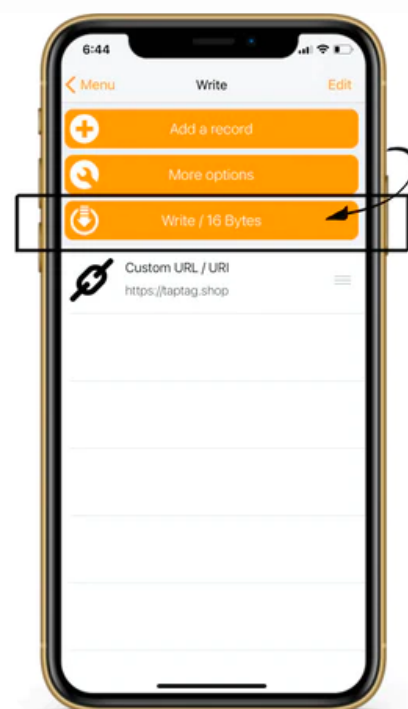 6:44
Menu Write Edit
Add a record
More options
Write / 16 Bytes
Custom URL / URI
https://taptag.shop